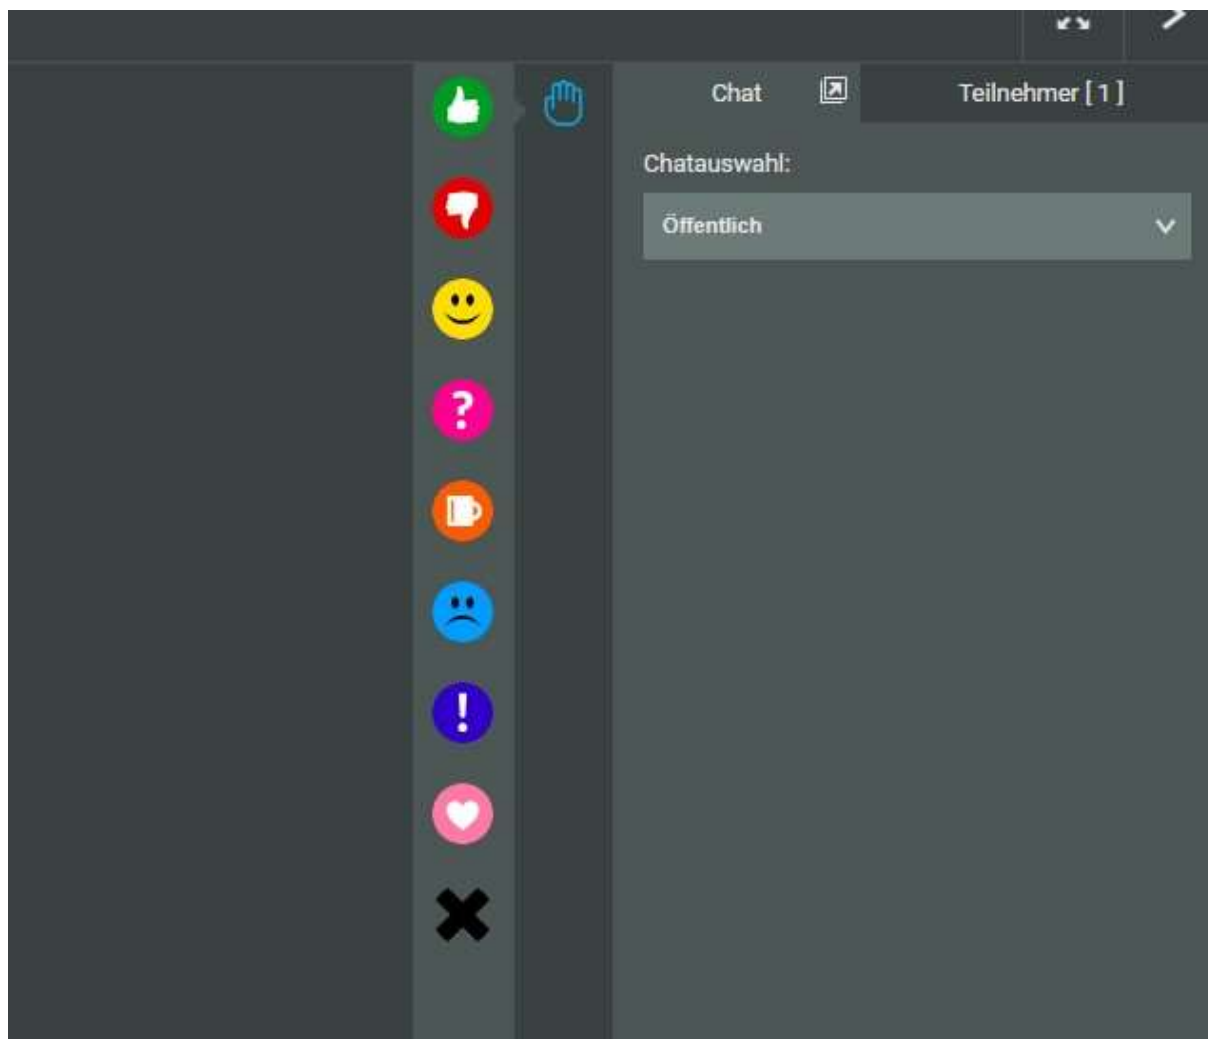 Chat
Teilnehmer [ 1 ]
Chatauswahl:
Öffentlich
?
!